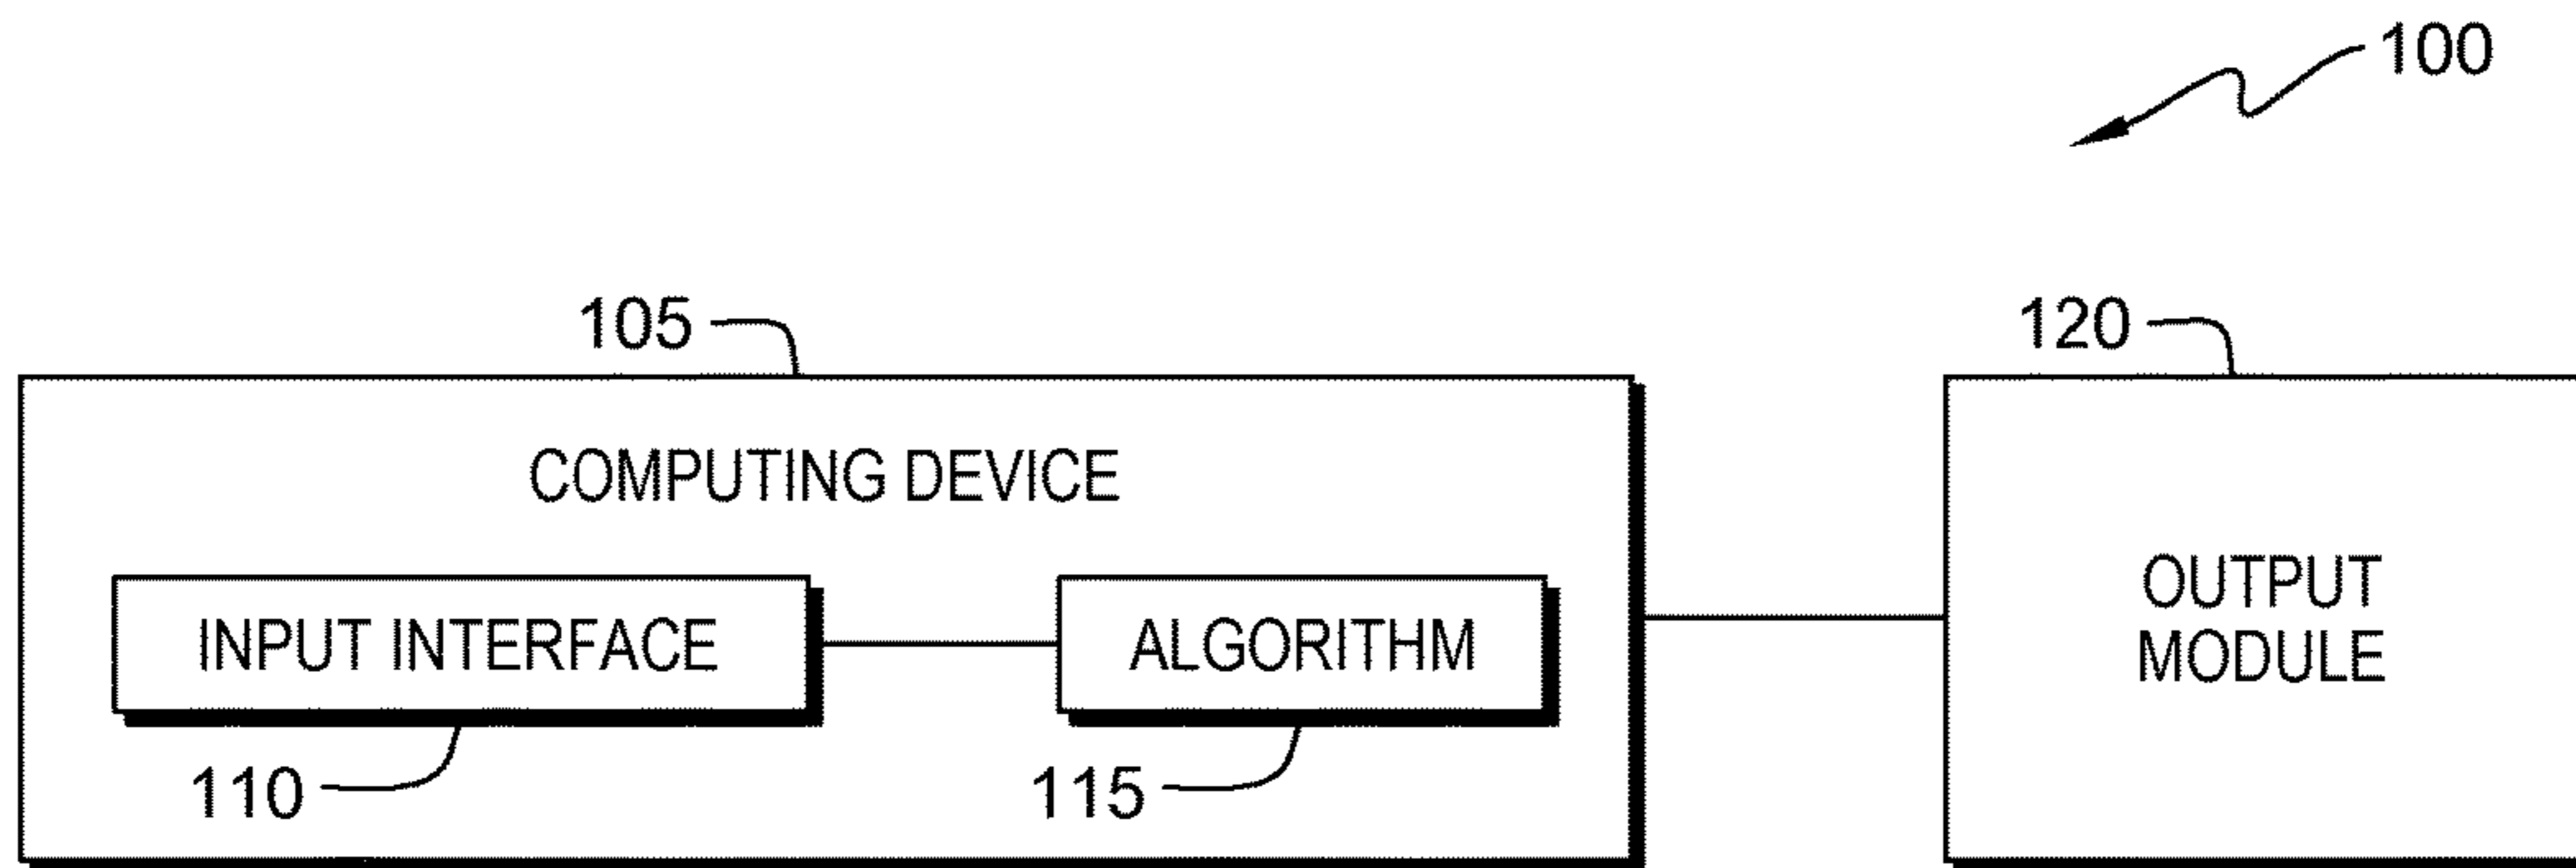 100
105
120
COMPUTING DEVICE
OUTPUT
MODULE
INPUT INTERFACE
ALGORITHM
110
115